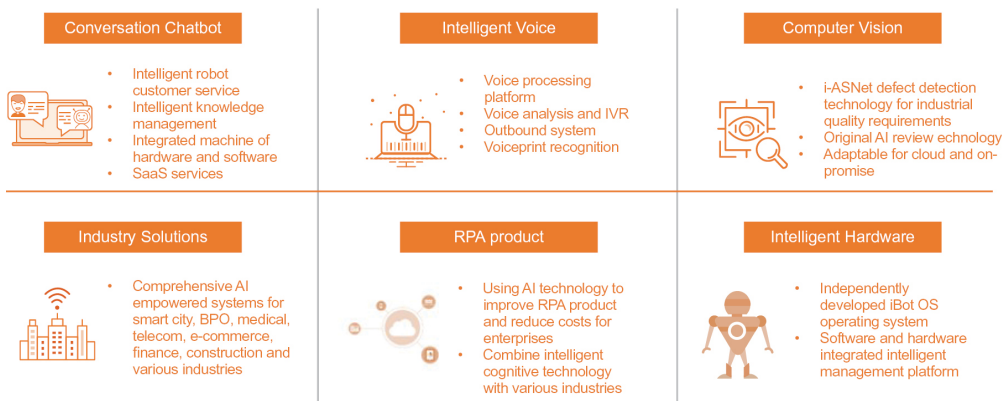 Conversation Chatbot
• Intelligent robot
customer service
• Intelligent knowledge
management
• Integrated machine of
hardware and software
• SaaS services
Intelligent Voice
• Voice processing
platform
• Voice analysis and IVR
• Outbound system
• Voiceprint recognition
Computer Vision
• i-ASNet defect detection
technology for industrial
quality requirements
• Original AI review echnology
• Adaptable for cloud and on-
promise
Industry Solutions
• Comprehensive AI
empowered systems for
smart city, BPO, medical,
telecom, e-commerce,
finance, construction and
various industries
RPA product
• Using AI technology to
improve RPA product
and reduce costs for
enterprises
• Combine intelligent
cognitive technology
with various industries
Intelligent Hardware
• Independently
developed iBot OS
operating system
• Software and hardware
integrated intelligent
management platform